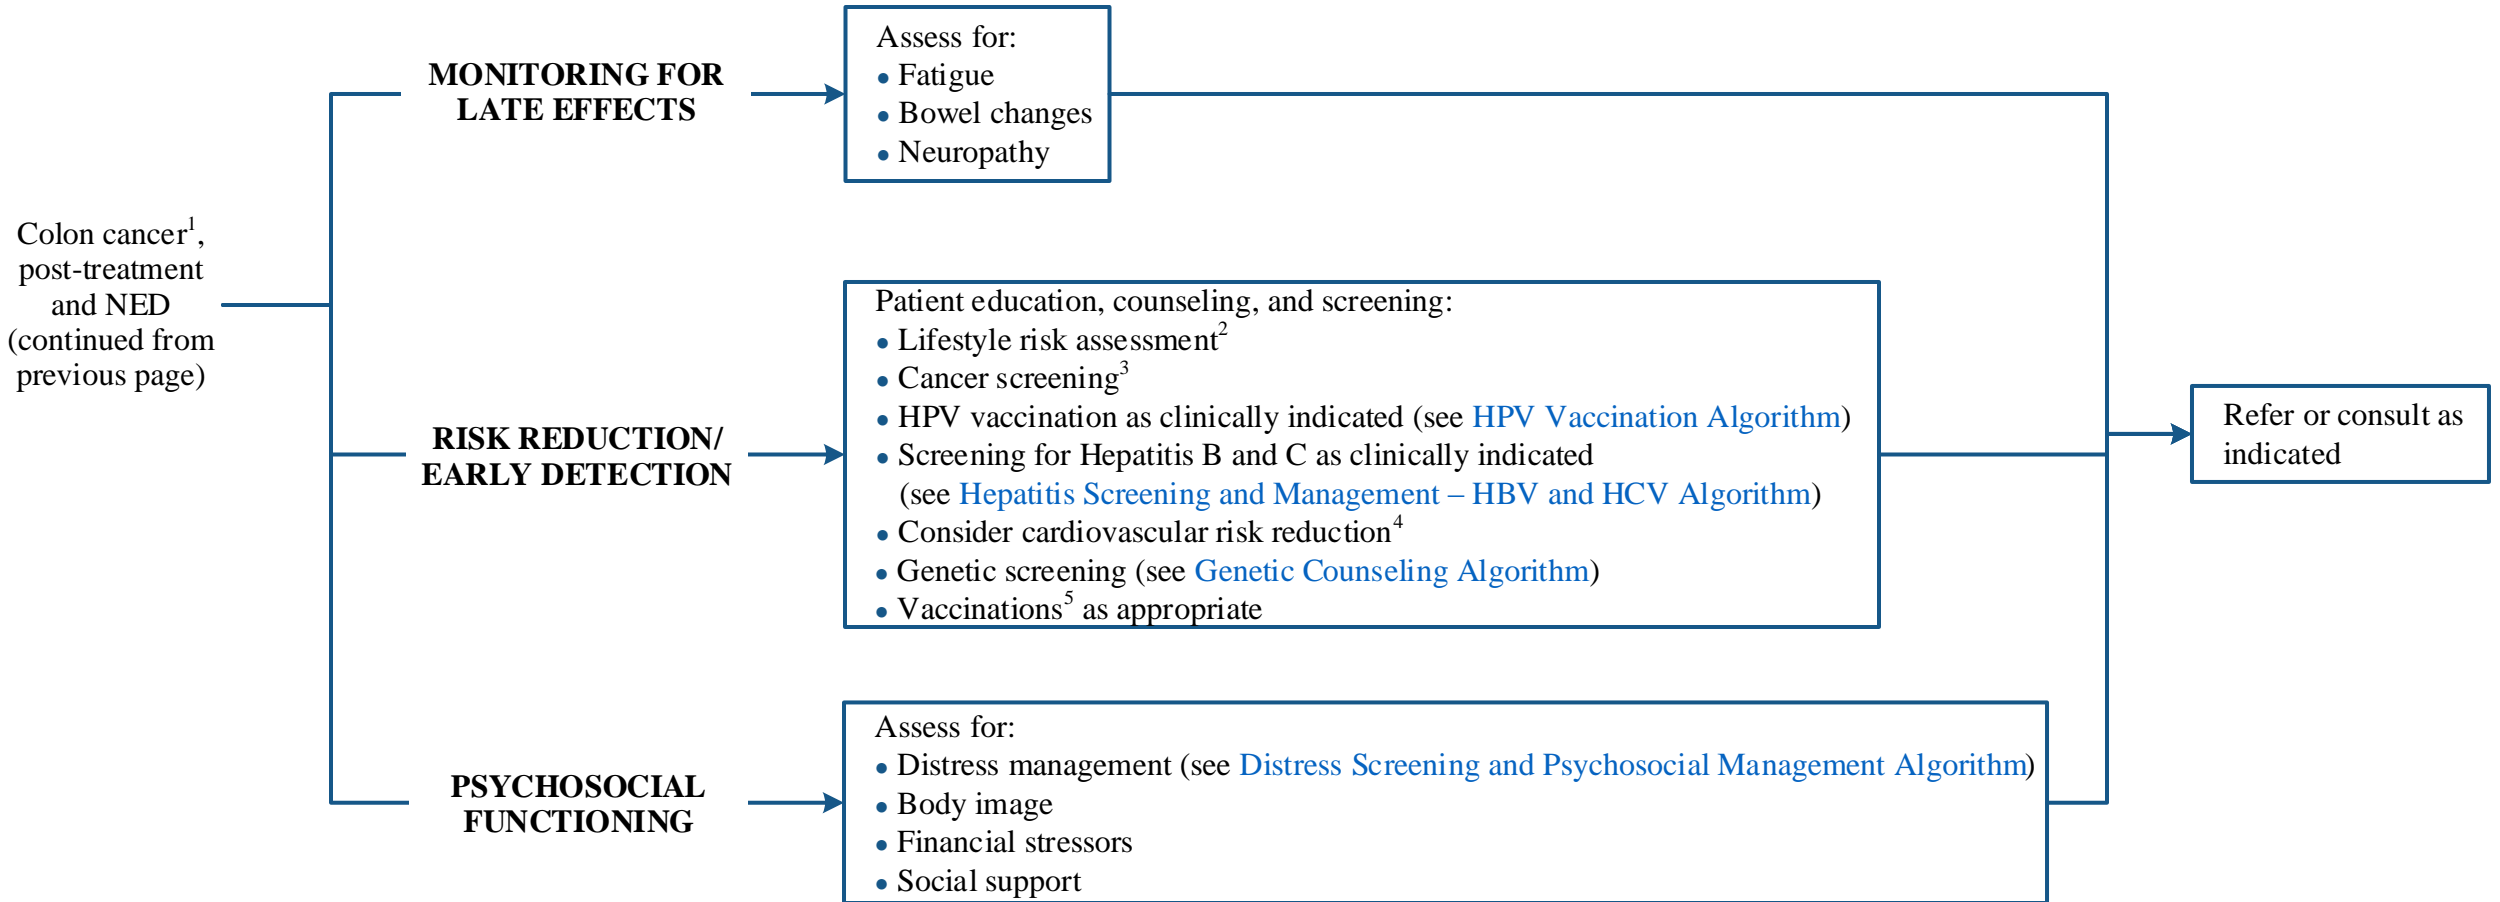 Colon cancer1,
post-treatment
and NED
(continued from
previous page)
MONITORING FOR
LATE EFFECTS
Assess for:
● Fatigue
● Bowel changes
● Neuropathy
RISK REDUCTION/
EARLY DETECTION
Patient education, counseling, and screening:
● Lifestyle risk assessment2
● Cancer screening3
● HPV vaccination as clinically indicated (see HPV Vaccination Algorithm)
● Screening for Hepatitis B and C as clinically indicated
(see Hepatitis Screening and Management – HBV and HCV Algorithm)
● Consider cardiovascular risk reduction4
● Genetic screening (see Genetic Counseling Algorithm)
● Vaccinations5 as appropriate
PSYCHOSOCIAL
FUNCTIONING
Assess for:
● Distress management (see Distress Screening and Psychosocial Management Algorithm)
● Body image
● Financial stressors
● Social support
Refer or consult as
indicated